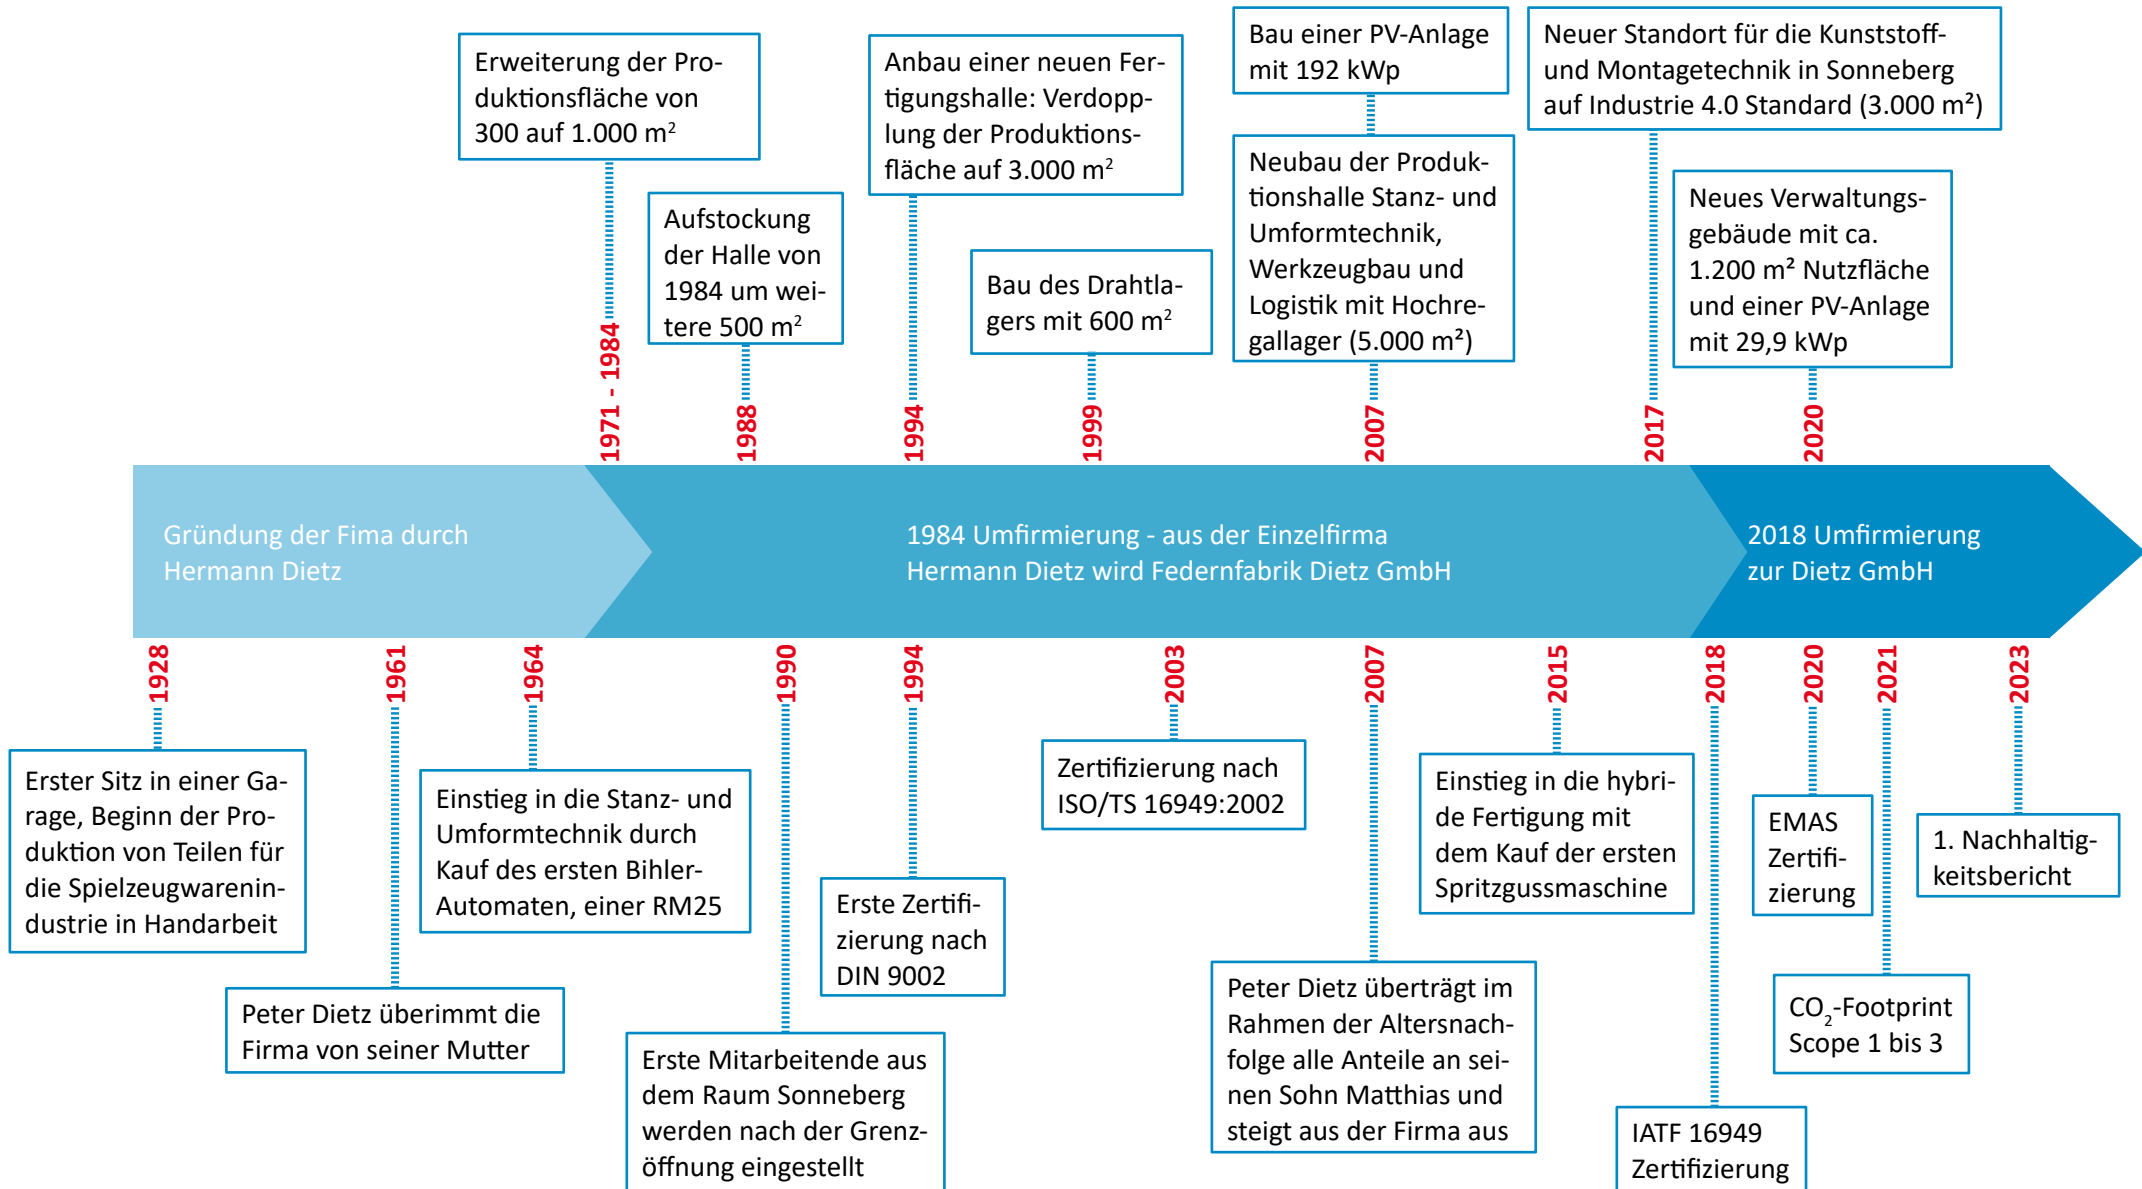 Erweiterung der Pro-
duktionsfläche von
300 auf 1.000 m²
1971 - 1984
Aufstockung
der Halle von
1984 um wei-
tere 500 m²
1988
Anbau einer neuen Fer-
tigungshalle: Verdopp-
lung der Produktions-
fläche auf 3.000 m²
1994
Bau des Drahtla-
gers mit 600 m²
1999
Bau einer PV-Anlage
mit 192 kWp
Neubau der Produk-
tionshalle Stanz- und
Umformtechnik,
Werkzeugbau und
Logistik mit Hochre-
gallager (5.000 m²)
2007
Neuer Standort für die Kunststoff-
und Montagetechnik in Sonneberg
auf Industrie 4.0 Standard (3.000 m²)
2017
Neues Verwaltungs-
gebäude mit ca.
1.200 m² Nutzfläche
und einer PV-Anlage
mit 29,9 kWp
2020
Gründung der Fima durch
Hermann Dietz
1984 Umfirmierung - aus der Einzelfirma
Hermann Dietz wird Federnfabrik Dietz GmbH
2018 Umfirmierung
zur Dietz GmbH
1928
Erster Sitz in einer Ga-
rage, Beginn der Pro-
duktion von Teilen für
die Spielzeugwarenin-
dustrie in Handarbeit
1961
Peter Dietz überimmt die
Firma von seiner Mutter
1964
Einstieg in die Stanz- und
Umformtechnik durch
Kauf des ersten Bihler-
Automaten, einer RM25
1990
Erste Mitarbeitende aus
dem Raum Sonneberg
werden nach der Grenz-
öffnung eingestellt
1994
Erste Zertifi-
zierung nach
DIN 9002
2003
Zertifizierung nach
ISO/TS 16949:2002
2007
Peter Dietz überträgt im
Rahmen der Altersnach-
folge alle Anteile an sei-
nen Sohn Matthias und
steigt aus der Firma aus
2015
Einstieg in die hybri-
de Fertigung mit
dem Kauf der ersten
Spritzgussmaschine
2018
IATF 16949
Zertifizierung
2020
EMAS
Zertifi-
zierung
2021
CO₂-Footprint
Scope 1 bis 3
2023
1. Nachhaltig-
keitsbericht